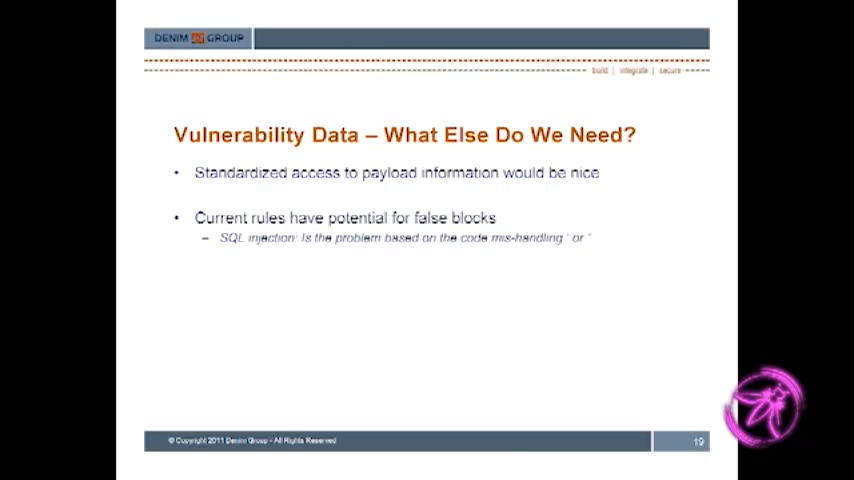 DENIM GROUP
build | integrate | secure
Vulnerability Data – What Else Do We Need?
• Standardized access to payload information would be nice
• Current rules have potential for false blocks
– SQL injection: Is the problem based on the code mis-handling ' or "
© Copyright 2011 Denim Group - All Rights Reserved
19